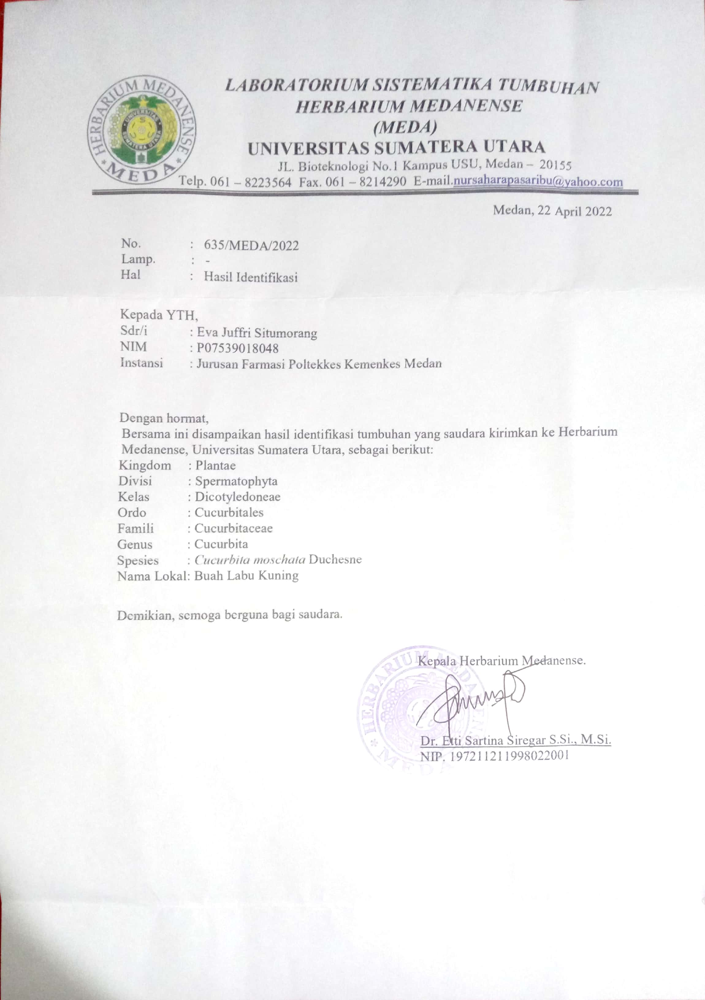 HERBARIUM MEDANENSE
* MEDA *
UNIVERSITAS
SUMATERA UTARA
LABORATORIUM SISTEMATIKA TUMBUHAN
HERBARIUM MEDANENSE
(MEDA)
UNIVERSITAS SUMATERA UTARA
JL. Bioteknologi No.1 Kampus USU, Medan – 20155
Telp. 061 – 8223564 Fax. 061 – 8214290 E-mail.nursaharapasaribu@yahoo.com
Medan, 22 April 2022
No. : 635/MEDA/2022
Lamp. : -
Hal : Hasil Identifikasi
Kepada YTH,
Sdr/i : Eva Juffri Situmorang
NIM : P07539018048
Instansi : Jurusan Farmasi Poltekkes Kemenkes Medan
Dengan hormat,
Bersama ini disampaikan hasil identifikasi tumbuhan yang saudara kirimkan ke Herbarium
Medanense, Universitas Sumatera Utara, sebagai berikut:
Kingdom : Plantae
Divisi : Spermatophyta
Kelas : Dicotyledoneae
Ordo : Cucurbitales
Famili : Cucurbitaceae
Genus : Cucurbita
Spesies : Cucurbita moschata Duchesne
Nama Lokal: Buah Labu Kuning
Demikian, semoga berguna bagi saudara.
Kepala Herbarium Medanense.
HERBARIUM MEDANENS
* MEDA
Dr. Etti Sartina Siregar S.Si., M.Si.
NIP. 197211211998022001